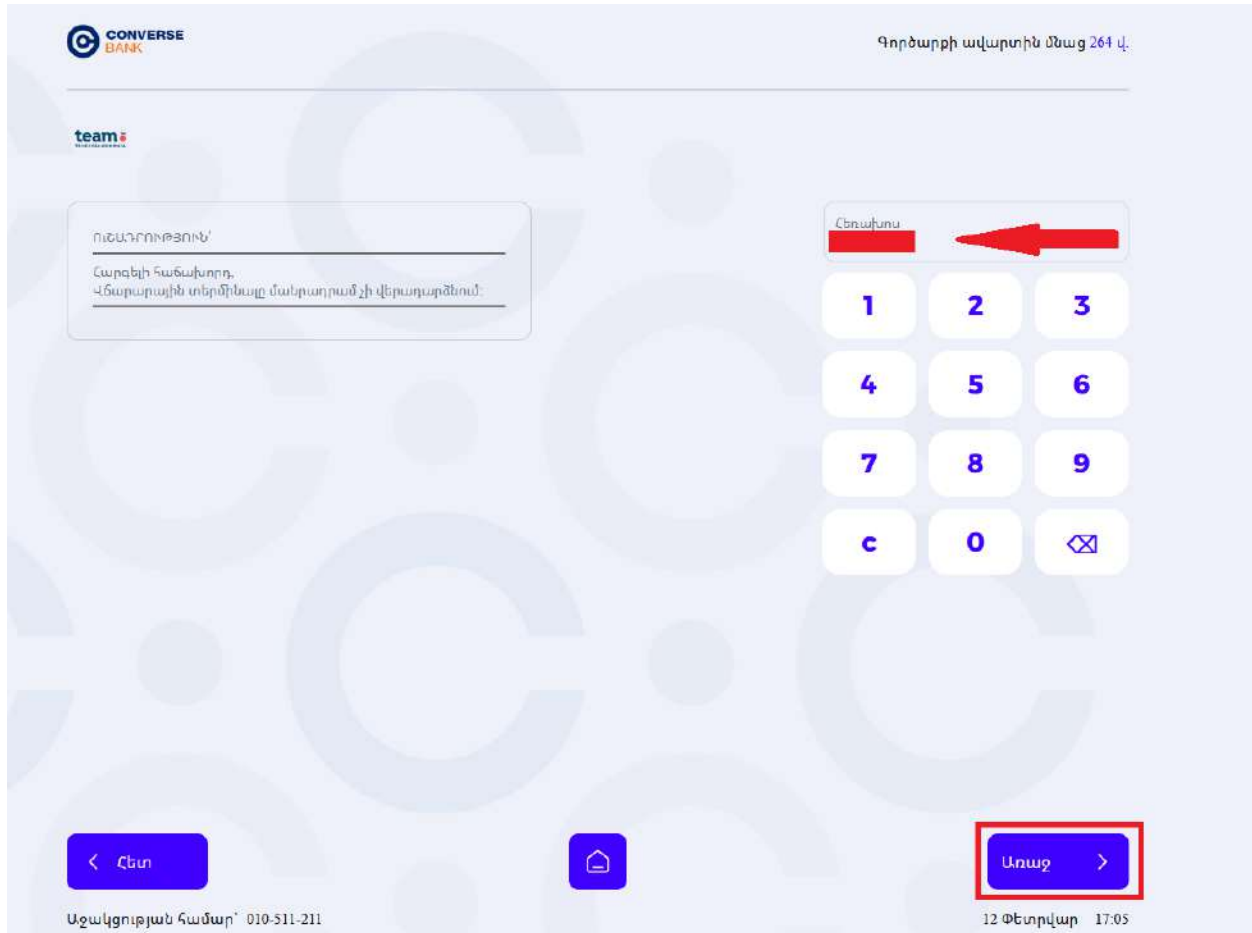 CONVERSE
BANK
Գործարքի ավարտին մնաց 264 վ.
team
ՈՒՇԱԴՐՈՒԹՅՈՒՆ՝
Հարգելի հաճախորդ,
Վճարարային տերմինալը մանրադրամ չի վերադարձնում:
Հեռախոս
1 2 3
4 5 6
7 8 9
c 0
Հետ
Առաջ
Աջակցության համար՝ 010-511-211
12 Փետրվար 17:05